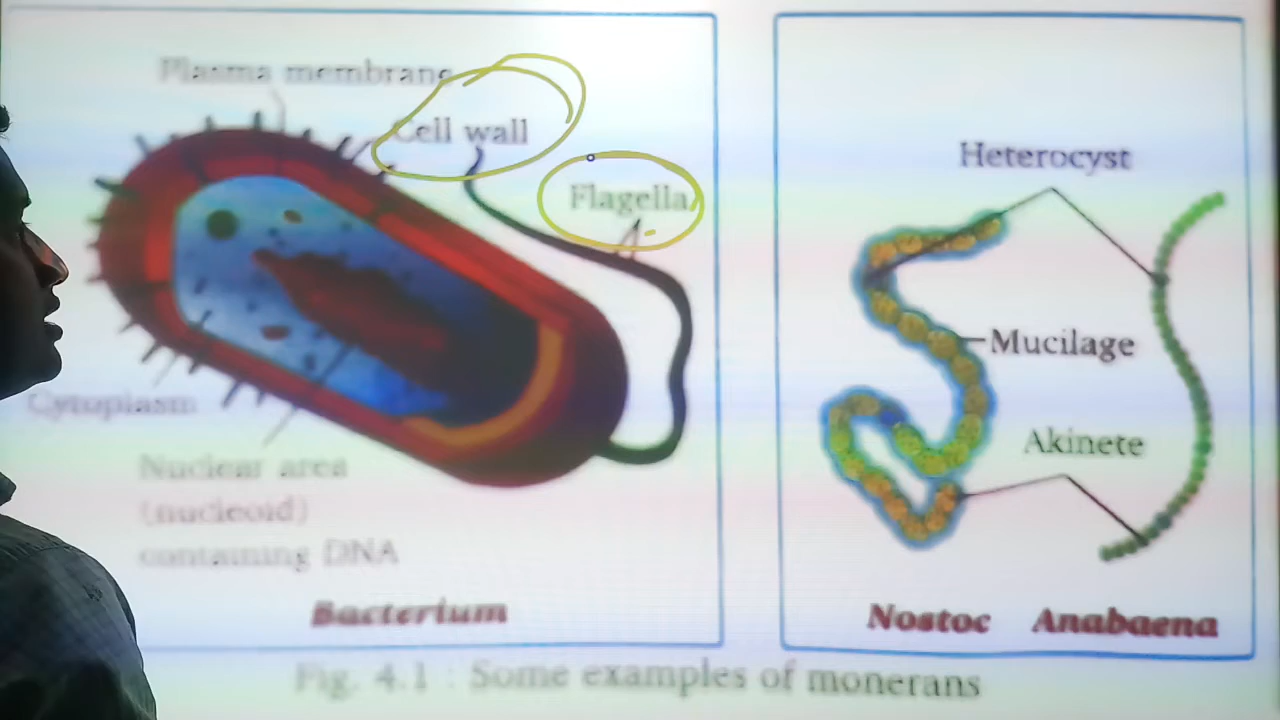 Plasma membrane
Cell wall
Flagella
Cytoplasm
Nuclear area
(nucleoid)
containing DNA
Bacterium
Heterocyst
Mucilage
Akinete
Nostoc Anabaena
Fig. 4.1 : Some examples of monerans